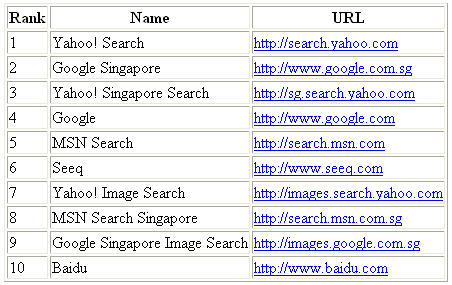 Rank Name URL
1 Yahoo! Search http://search.yahoo.com
2 Google Singapore http://www.google.com.sg
3 Yahoo! Singapore Search http://sg.search.yahoo.com
4 Google http://www.google.com
5 MSN Search http://search.msn.com
6 Seeq http://www.seeq.com
7 Yahoo! Image Search http://images.search.yahoo.com
8 MSN Search Singapore http://search.msn.com.sg
9 Google Singapore Image Search http://images.google.com.sg
10 Baidu http://www.baidu.com